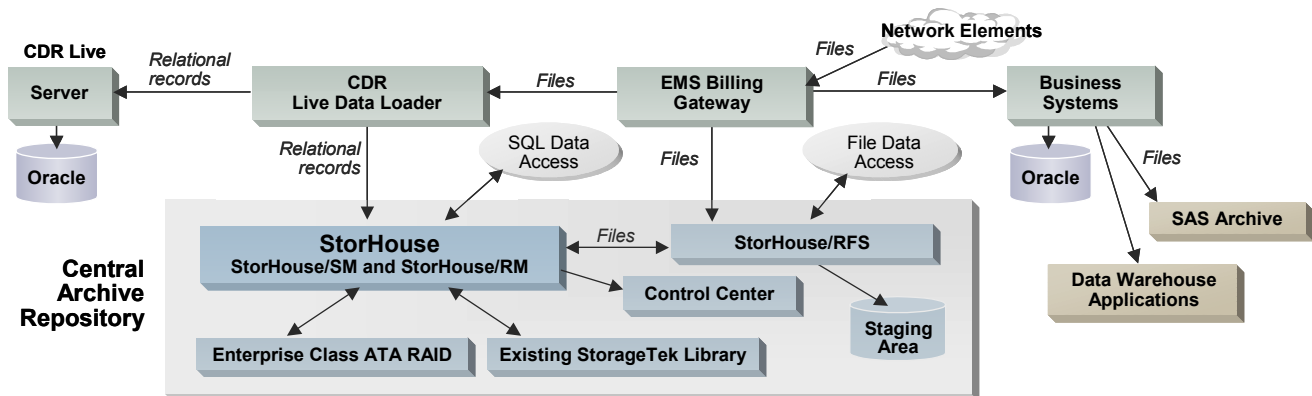 Network Elements
Files
CDR Live
Server
Relational
records
CDR
Live Data Loader
Files
EMS Billing
Gateway
Files
Business
Systems
Oracle
Relational
records
SQL Data
Access
Files
File Data
Access
Oracle
Files
SAS Archive
Data Warehouse
Applications
Central
Archive
Repository
StorHouse
StorHouse/SM and StorHouse/RM
Files
StorHouse/RFS
Control Center
Staging
Area
Enterprise Class ATA RAID
Existing StorageTek Library